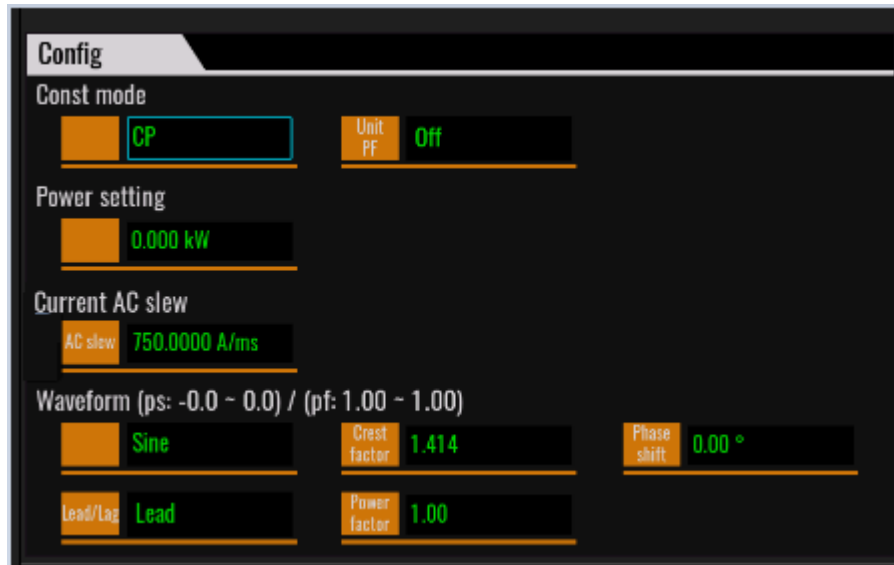 Config
Const mode
CP
Unit PF
Off
Power setting
0.000 kW
Current AC slew
AC slew
750.0000 A/ms
Waveform (ps: -0.0 ~ 0.0) / (pf: 1.00 ~ 1.00)
Sine
Crest factor
1.414
Phase shift
0.00 °
Lead/Lag
Lead
Power factor
1.00